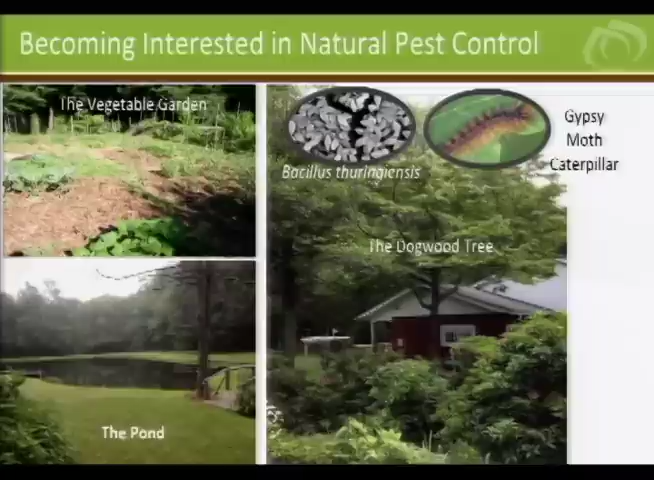 Becoming Interested in Natural Pest Control
The Vegetable Garden
Bacillus thuringiensis
Gypsy
Moth
Caterpillar
The Dogwood Tree
The Pond